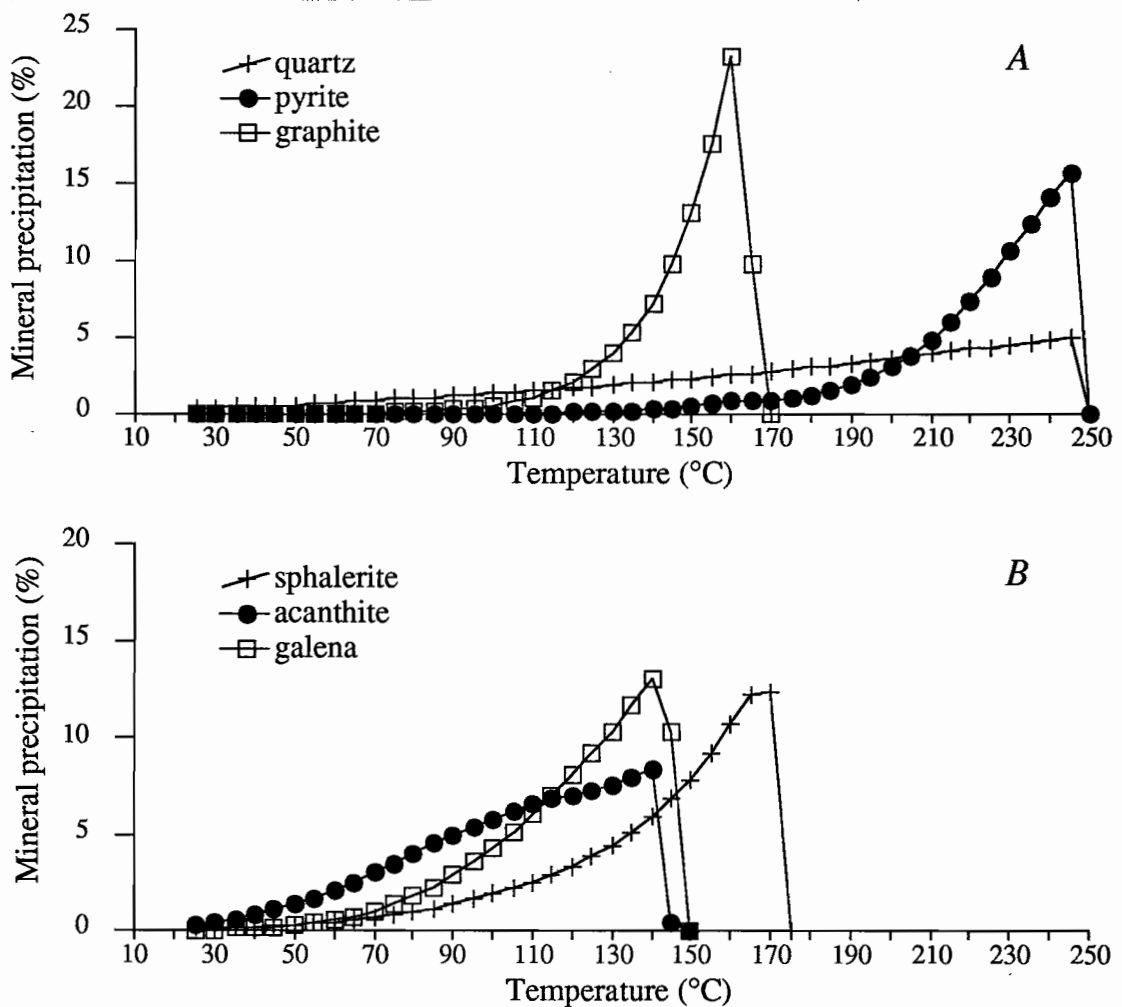 Mineral precipitation (%)
25
20
15
10
5
0
quartz
pyrite
graphite
A
10 30 50 70 90 110 130 150 170 190 210 230 250
Temperature (°C)
Mineral precipitation (%)
20
15
10
5
0
sphalerite
acanthite
galena
B
10 30 50 70 90 110 130 150 170 190 210 230 250
Temperature (°C)